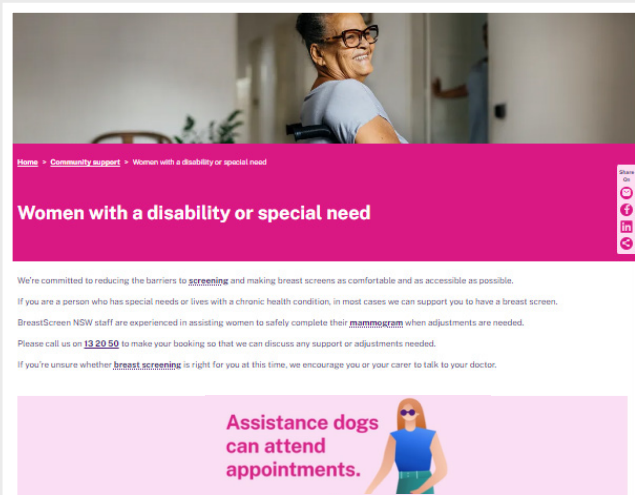 Home > Community support > Women with a disability or special need
Share
On
Women with a disability or special need
We're committed to reducing the barriers to screening and making breast screens as comfortable and as accessible as possible.
If you are a person who has special needs or lives with a chronic health condition, in most cases we can support you to have a breast screen.
BreastScreen NSW staff are experienced in assisting women to safely complete their mammogram when adjustments are needed.
Please call us on 13 20 50 to make your booking so that we can discuss any support or adjustments needed.
If you're unsure whether breast screening is right for you at this time, we encourage you or your carer to talk to your doctor.
Assistance dogs
can attend
appointments.